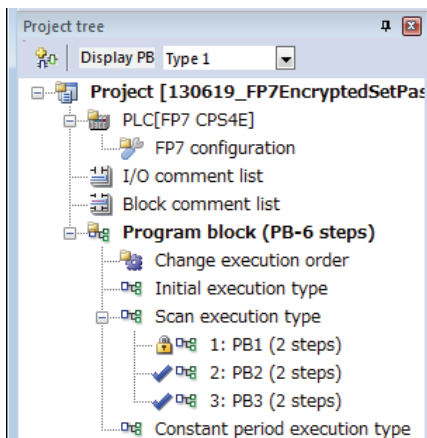 Project tree
Display PB Type 1
Project [130619_FP7EncryptedSetPas
PLC[FP7 CPS4E]
FP7 configuration
I/O comment list
Block comment list
Program block (PB-6 steps)
Change execution order
Initial execution type
Scan execution type
1: PB1 (2 steps)
2: PB2 (2 steps)
3: PB3 (2 steps)
Constant period execution type